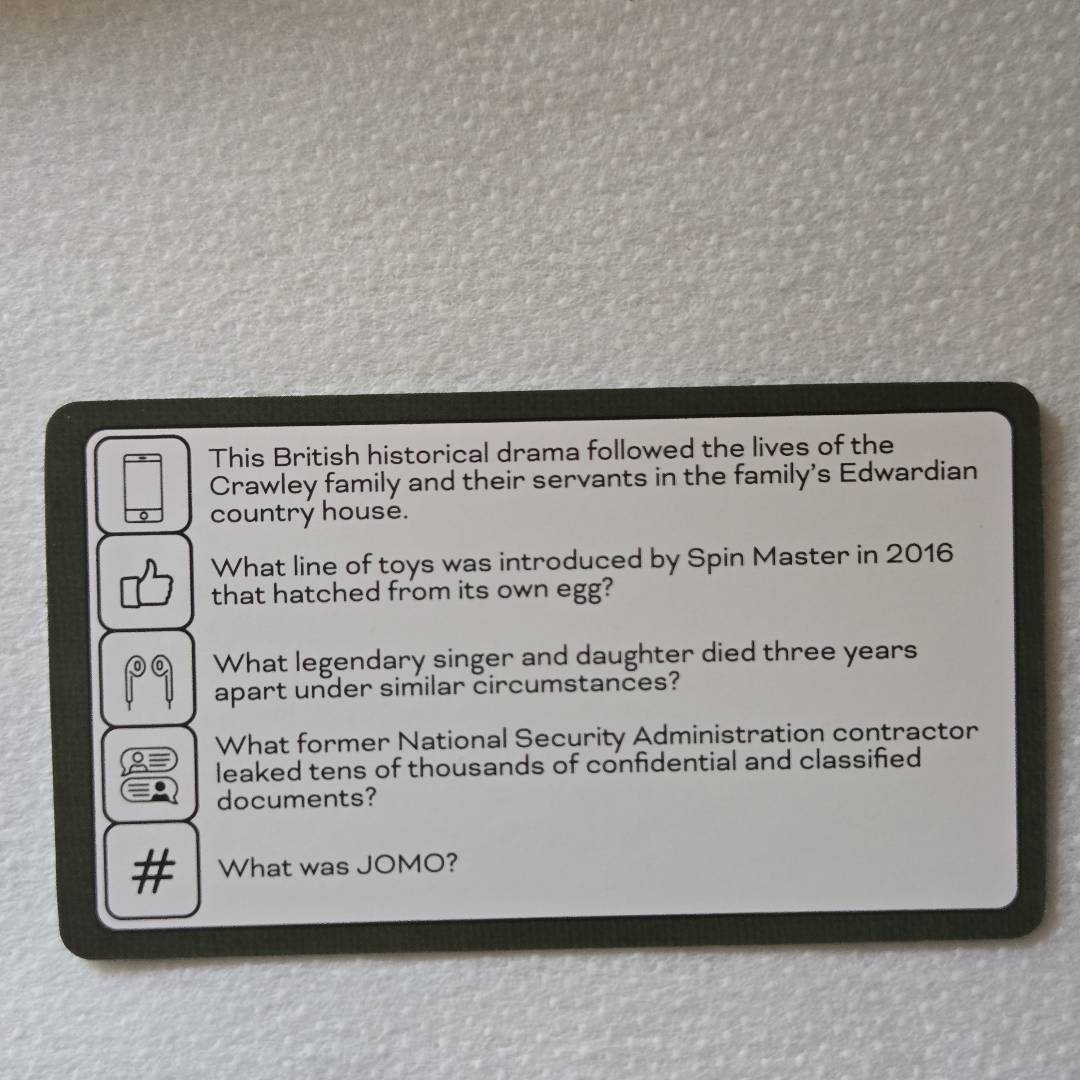 This British historical drama followed the lives of the
Crawley family and their servants in the family's Edwardian
country house.
What line of toys was introduced by Spin Master in 2016
that hatched from its own egg?
What legendary singer and daughter died three years
apart under similar circumstances?
What former National Security Administration contractor
leaked tens of thousands of confidential and classified
documents?
#
What was JOMO?